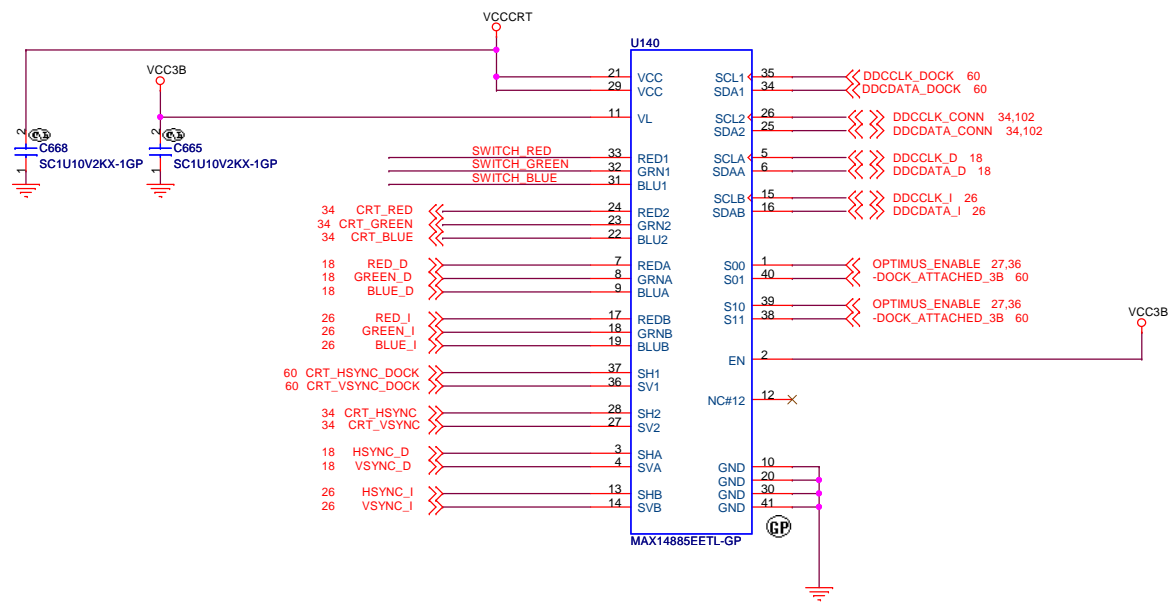 VCCCRT
VCC3B
2
C668
SC1U10V2KX-1GP
1
2
C665
SC1U10V2KX-1GP
1
U140
21 VCC
29 VCC
11 VL
SWITCH_RED 33 RED1
SWITCH_GREEN 32 GRN1
SWITCH_BLUE 31 BLU1
34 CRT_RED 24 RED2
34 CRT_GREEN 23 GRN2
34 CRT_BLUE 22 BLU2
18 RED_D 7 REDA
18 GREEN_D 8 GRNA
18 BLUE_D 9 BLUA
26 RED_I 17 REDB
26 GREEN_I 18 GRNB
26 BLUE_I 19 BLUB
60 CRT_HSYNC_DOCK 37 SH1
60 CRT_VSYNC_DOCK 36 SV1
34 CRT_HSYNC 28 SH2
34 CRT_VSYNC 27 SV2
18 HSYNC_D 3 SHA
18 VSYNC_D 4 SVA
26 HSYNC_I 13 SHB
26 VSYNC_I 14 SVB
SCL1 35 DDCCLK_DOCK 60
SDA1 34 DDCDATA_DOCK 60
SCL2 26 DDCCLK_CONN 34,102
SDA2 25 DDCDATA_CONN 34,102
SCLA 5 DDCCLK_D 18
SDAA 6 DDCDATA_D 18
SCLB 15 DDCCLK_I 26
SDAB 16 DDCDATA_I 26
S00 1 OPTIMUS_ENABLE 27,36
S01 40 -DOCK_ATTACHED_3B 60
S10 39 OPTIMUS_ENABLE 27,36
S11 38 -DOCK_ATTACHED_3B 60
VCC3B
EN 2
NC#12 12
GND 10
GND 20
GND 30
GND 41
GP
MAX14885EETL-GP